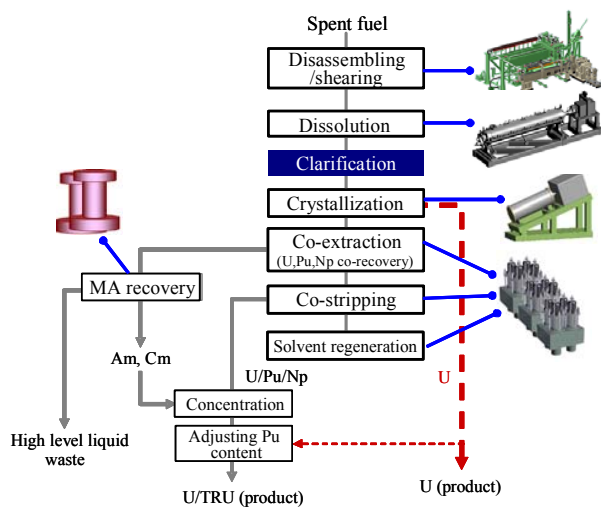 Spent fuel
Disassembling
/shearing
Dissolution
Clarification
Crystallization
Co-extraction
(U,Pu,Np co-recovery)
MA recovery
Co-stripping
Solvent regeneration
Am, Cm
U/Pu/Np
U
Concentration
High level liquid
waste
Adjusting Pu
content
U/TRU (product)
U (product)